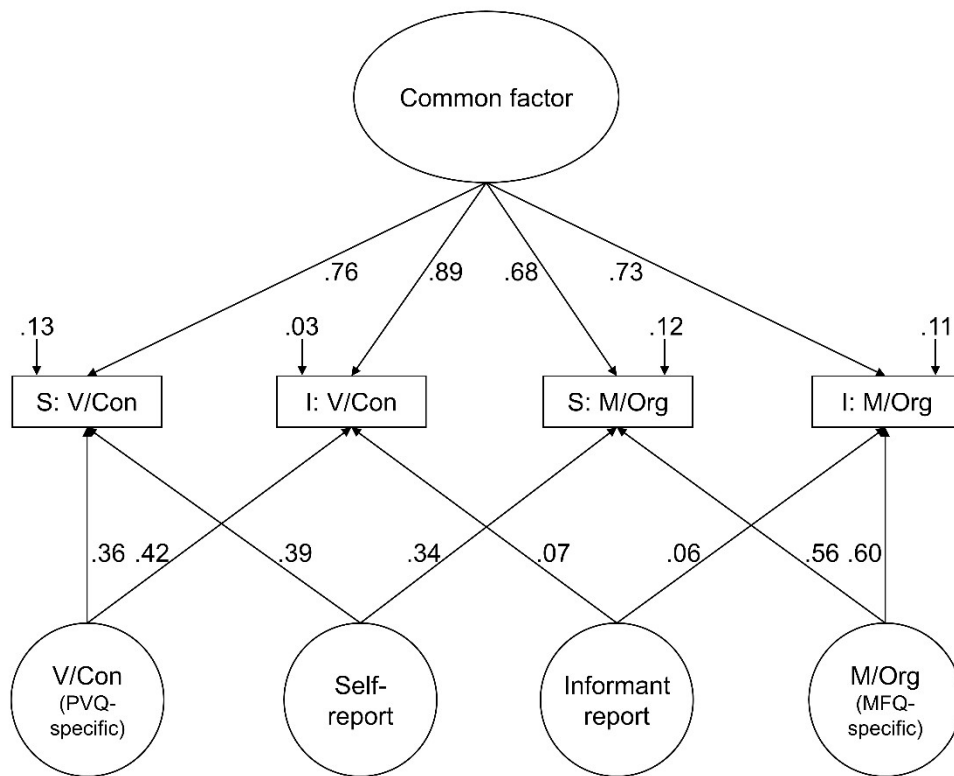 Common factor
.76
.89
.68
.73
.13
.03
.12
.11
S: V/Con
I: V/Con
S: M/Org
I: M/Org
.36
.42
.39
.34
.07
.06
.56
.60
V/Con
(PVQ-
specific)
Self-
report
Informant
report
M/Org
(MFQ-
specific)